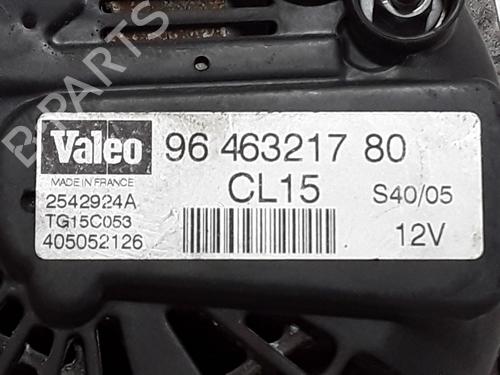 B-PARTS
Valeo
96 463217 80
MADE IN FRANCE
CL15
S40/05
2542924A
TG15C053
405052126
12V